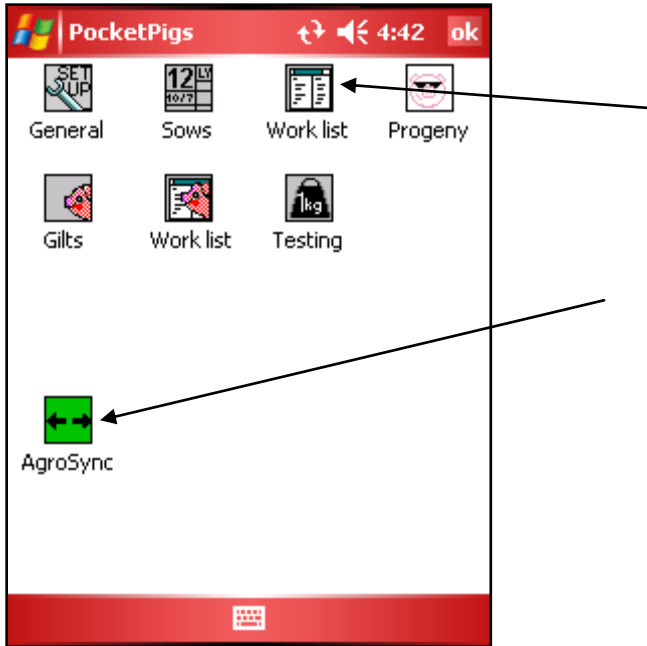 PocketPigs 4:42 ok
SET UP 12 LY 10/7
General Sows Work list Progeny
1kg
Gilts Work list Testing
AgroSync